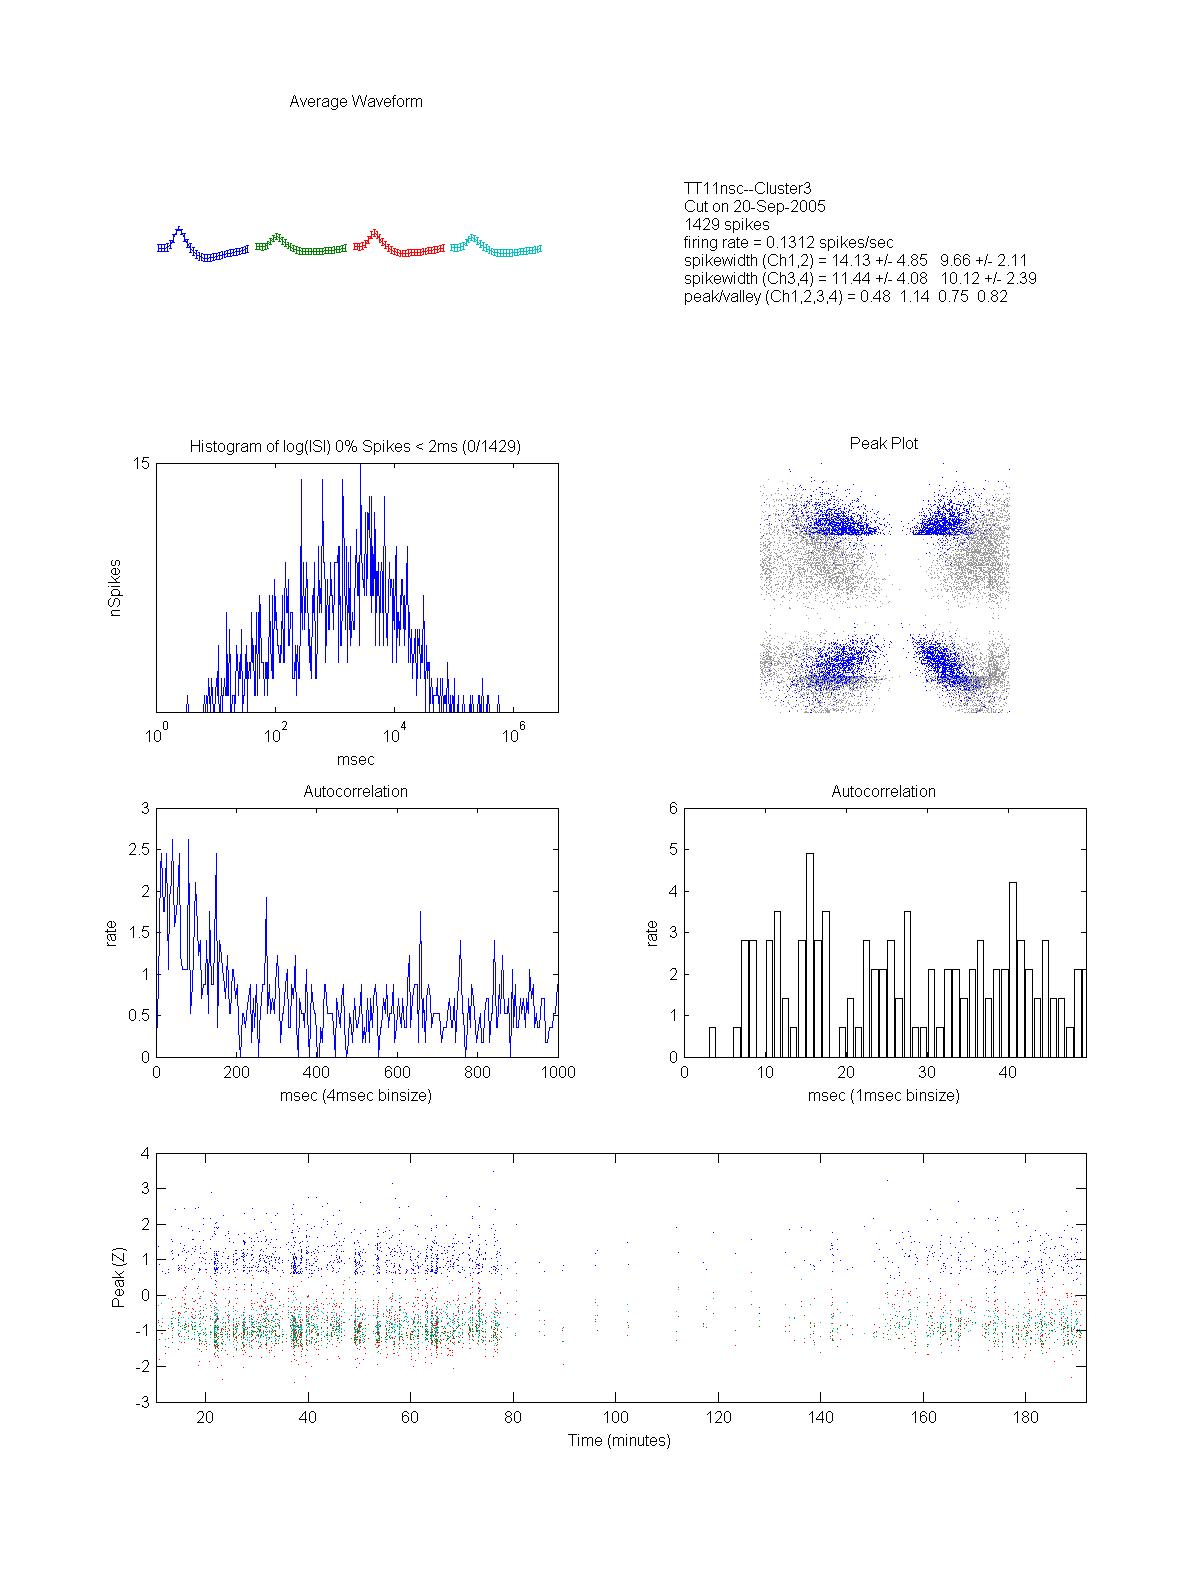 Average Waveform
TT11nsc--Cluster3
Cut on 20-Sep-2005
1429 spikes
firing rate = 0.1312 spikes/sec
spikewidth (Ch1,2) = 14.13 +/- 4.85 9.66 +/- 2.11
spikewidth (Ch3,4) = 11.44 +/- 4.08 10.12 +/- 2.39
peak/valley (Ch1,2,3,4) = 0.48 1.14 0.75 0.82
Histogram of log(ISI) 0% Spikes < 2ms (0/1429)
15
nSpikes
10^0 10^2 10^4 10^6
msec
Peak Plot
Autocorrelation
3
2.5
2
1.5
1
0.5
0
rate
0 200 400 600 800 1000
msec (4msec binsize)
Autocorrelation
6
5
4
3
2
1
0
rate
0 10 20 30 40
msec (1msec binsize)
4
3
2
1
0
-1
-2
-3
Peak (Z)
20 40 60 80 100 120 140 160 180
Time (minutes)